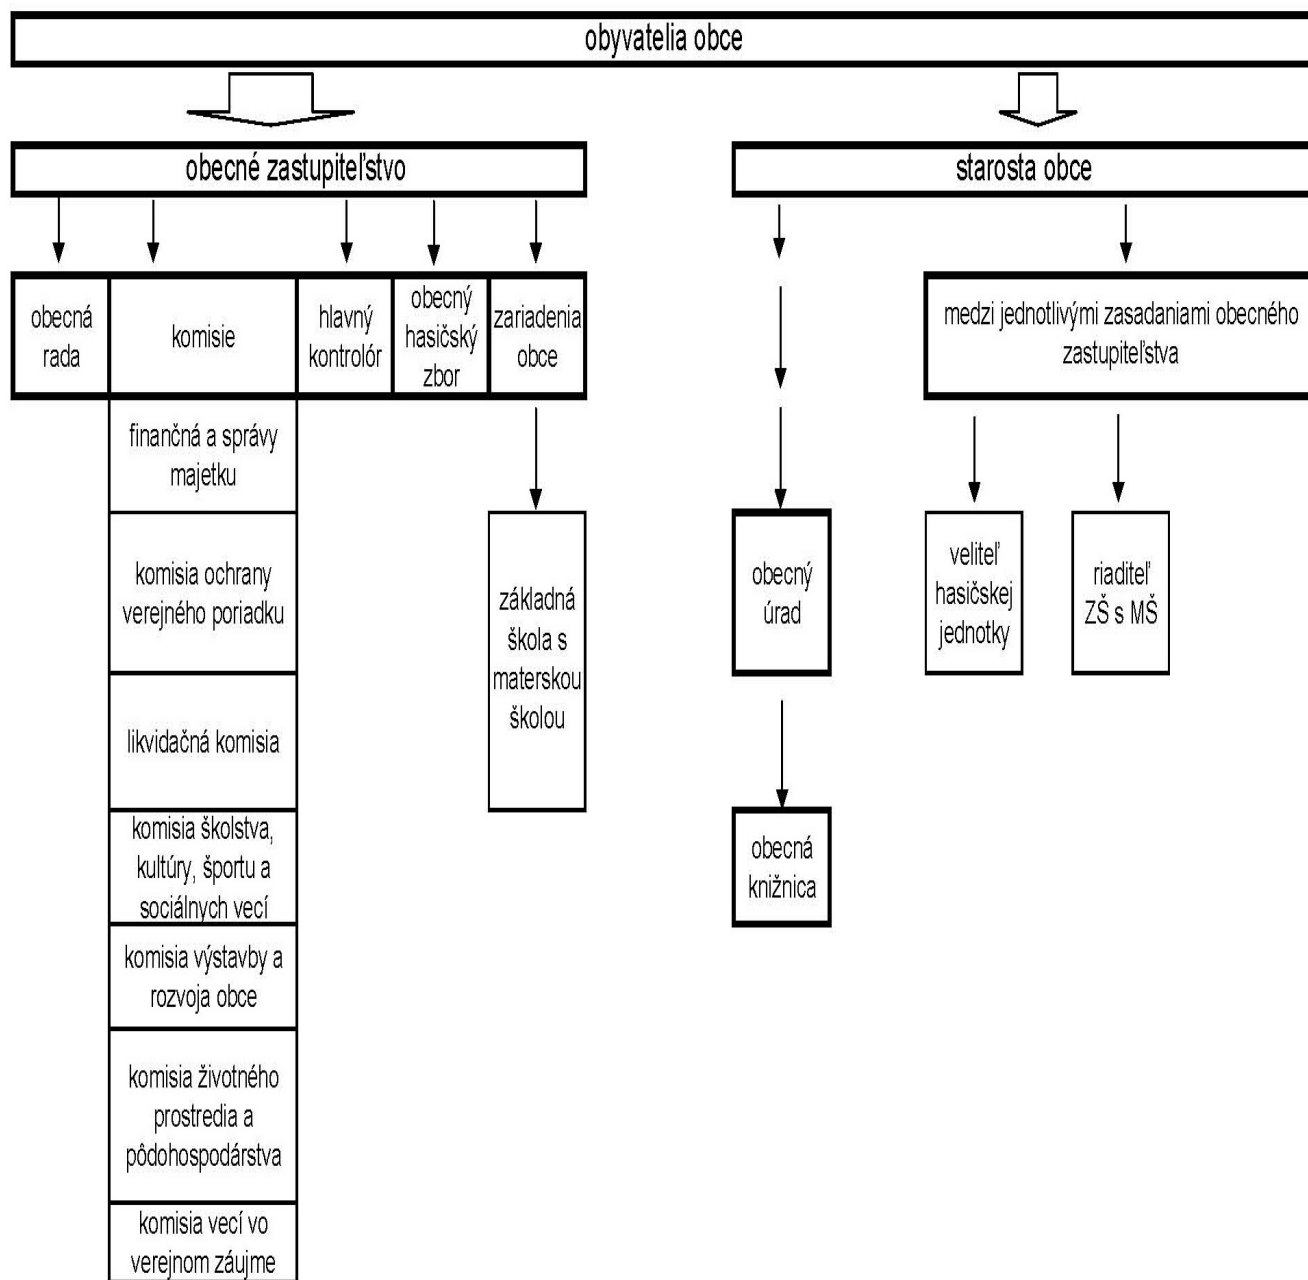 obyvatelia obce
obecné zastupiteľstvo
starosta obce
obecná
rada
komisie
hlavný
kontrolór
obecný
hasičský
zbor
zariadenia
obce
medzi jednotlivými zasadaniami obecného
zastupiteľstva
finančná a správy
majetku
komisia ochrany
verejného poriadku
likvidačná komisia
komisia školstva,
kultúry, športu a
sociálnych vecí
komisia výstavby a
rozvoja obce
komisia životného
prostredia a
pôdohospodárstva
komisia vecí vo
verejnom záujme
základná
škola s
materskou
školou
obecný
úrad
obecná
knižnica
veliteľ
hasičskej
jednotky
riaditeľ
ZŠ s MŠ